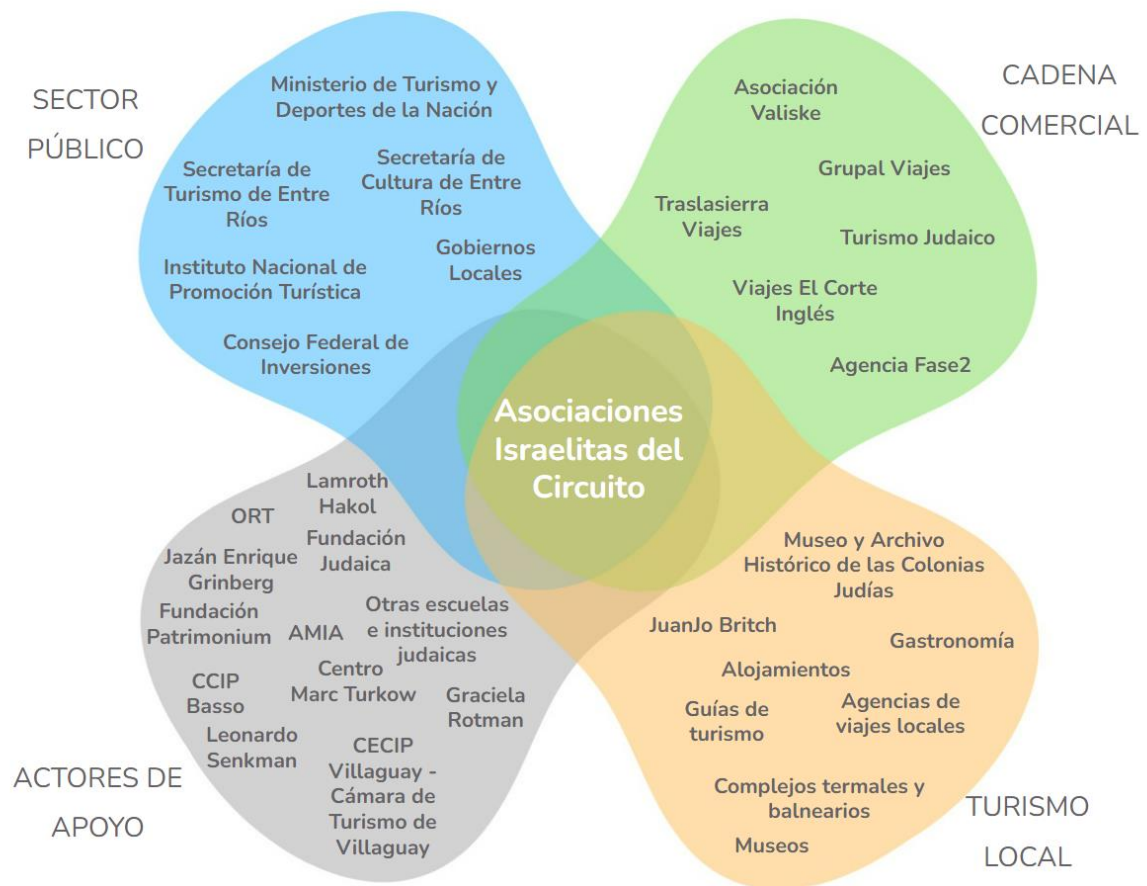 SECTOR
PÚBLICO
Ministerio de Turismo y
Deportes de la Nación
Secretaría de
Turismo de Entre
Ríos
Secretaría de
Cultura de Entre
Ríos
Gobiernos
Locales
Instituto Nacional de
Promoción Turística
Consejo Federal de
Inversiones
CADENA
COMERCIAL
Asociación
Valiske
Grupal Viajes
Traslasierra
Viajes
Turismo Judaico
Viajes El Corte
Inglés
Agencia Fase2
Asociaciones
Israelitas del
Circuito
ACTORES DE
APOYO
Lamroth
Hakol
ORT
Fundación
Judaica
Jazán Enrique
Grinberg
Fundación
Patrimonium
AMIA
Otras escuelas
e instituciones
judaicas
Centro
Marc Turkow
CCIP
Basso
Graciela
Rotman
Leonardo
Senkman
CECIP
Villaguay -
Cámara de
Turismo de
Villaguay
TURISMO
LOCAL
Museo y Archivo
Histórico de las Colonias
Judías
JuanJo Britch
Gastronomía
Alojamientos
Guías de
turismo
Agencias de
viajes locales
Complejos termales y
balnearios
Museos